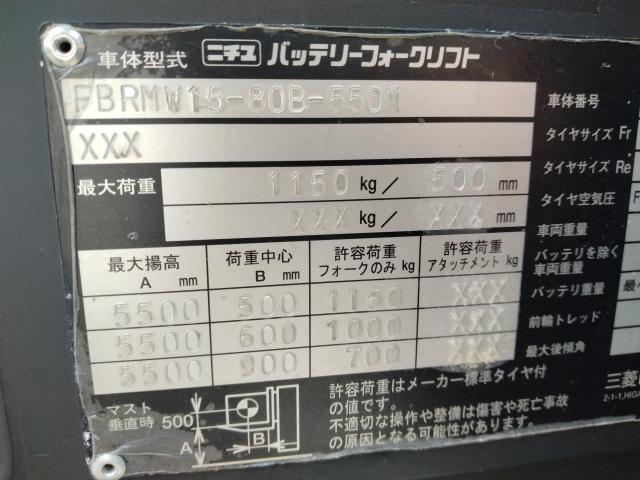 車体型式 ニチユ バッテリーフォークリフト
FBRMW15-80B-550M
XXX
最大荷重 1150 kg/ 500 mm
XXX kg/ XXX mm
最大揚高 A mm 荷重中心 B mm 許容荷重 フォークのみ kg 許容荷重 アタッチメント kg
5500 500 1150 XXX
5500 600 1000 XXX
5500 900 700 XXX
マスト 垂直時 500
A
B
許容荷重はメーカー標準タイヤ付
の値です。
不適切な操作や整備は傷害や死亡事故
の原因となる可能性があります。
車体番号
タイヤサイズ Fr
タイヤサイズ Re
タイヤ空気圧 F
車両重量
バッテリを除く
車両重量
バッテリ重量
前輪トレッド
最大後傾角
三菱
2-1-1,HIGA